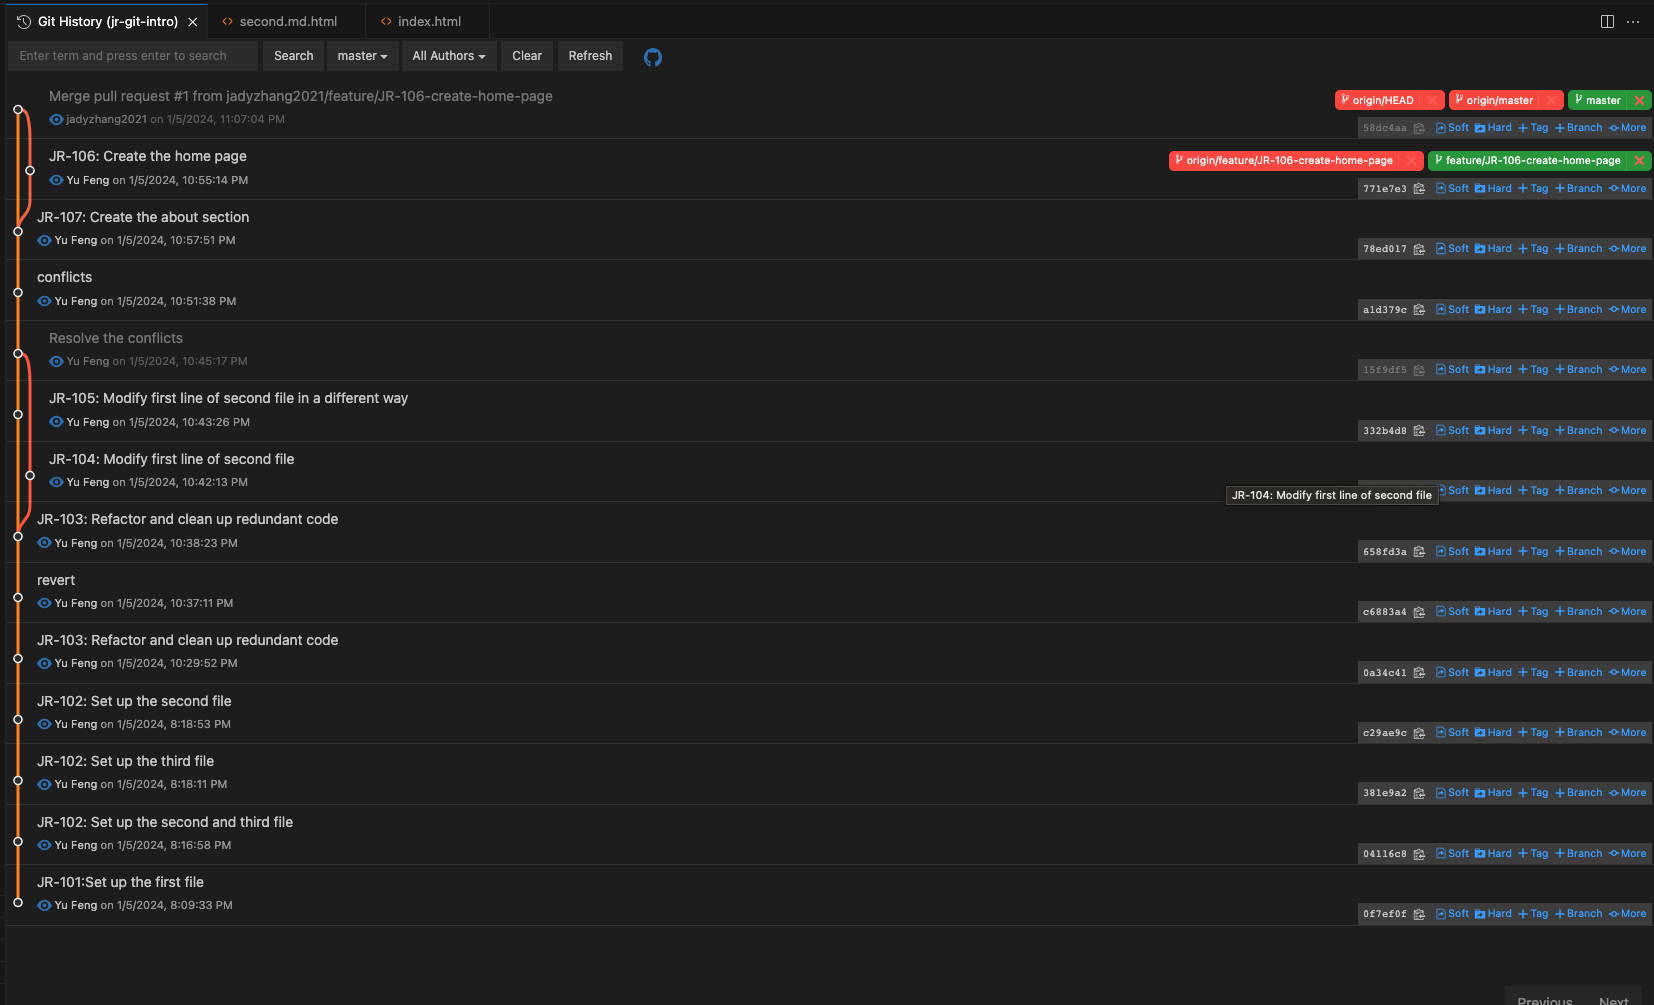 Git History (jr-git-intro)
second.md.html
index.html
Enter term and press enter to search
Search
master
All Authors
Clear
Refresh
Merge pull request #1 from jadyzhang2021/feature/JR-106-create-home-page
origin/HEAD
origin/master
master
jadyzhang2021 on 1/5/2024, 11:07:04 PM
58dc4aa Soft Hard + Tag + Branch More
JR-106: Create the home page
origin/feature/JR-106-create-home-page
feature/JR-106-create-home-page
Yu Feng on 1/5/2024, 10:55:14 PM
771e7e3 Soft Hard + Tag + Branch More
JR-107: Create the about section
Yu Feng on 1/5/2024, 10:57:51 PM
78ed017 Soft Hard + Tag + Branch More
conflicts
Yu Feng on 1/5/2024, 10:51:38 PM
a1d379c Soft Hard + Tag + Branch More
Resolve the conflicts
Yu Feng on 1/5/2024, 10:45:17 PM
15f9df5 Soft Hard + Tag + Branch More
JR-105: Modify first line of second file in a different way
Yu Feng on 1/5/2024, 10:43:26 PM
332b4d8 Soft Hard + Tag + Branch More
JR-104: Modify first line of second file
Yu Feng on 1/5/2024, 10:42:13 PM
JR-104: Modify first line of second file
Soft Hard + Tag + Branch More
JR-103: Refactor and clean up redundant code
Yu Feng on 1/5/2024, 10:38:23 PM
658fd3a Soft Hard + Tag + Branch More
revert
Yu Feng on 1/5/2024, 10:37:11 PM
c6883a4 Soft Hard + Tag + Branch More
JR-103: Refactor and clean up redundant code
Yu Feng on 1/5/2024, 10:29:52 PM
0a34c41 Soft Hard + Tag + Branch More
JR-102: Set up the second file
Yu Feng on 1/5/2024, 8:18:53 PM
c29ae9c Soft Hard + Tag + Branch More
JR-102: Set up the third file
Yu Feng on 1/5/2024, 8:18:11 PM
381e9a2 Soft Hard + Tag + Branch More
JR-102: Set up the second and third file
Yu Feng on 1/5/2024, 8:16:58 PM
04116c8 Soft Hard + Tag + Branch More
JR-101:Set up the first file
Yu Feng on 1/5/2024, 8:09:33 PM
0f7ef0f Soft Hard + Tag + Branch More
Previous
Next